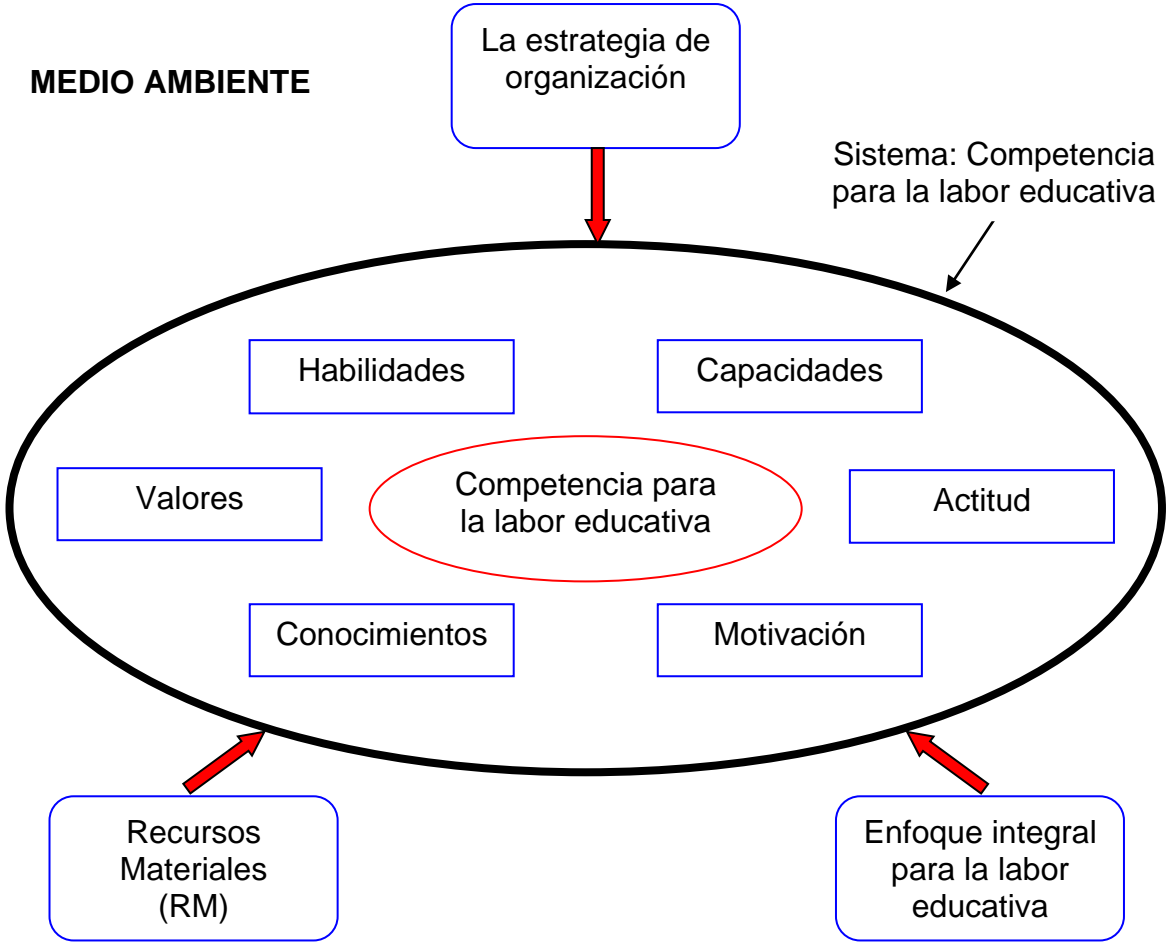 La estrategia de
organización
MEDIO AMBIENTE
Sistema: Competencia
para la labor educativa
Habilidades
Capacidades
Valores
Competencia para
la labor educativa
Actitud
Conocimientos
Motivación
Recursos
Materiales
(RM)
Enfoque integral
para la labor
educativa